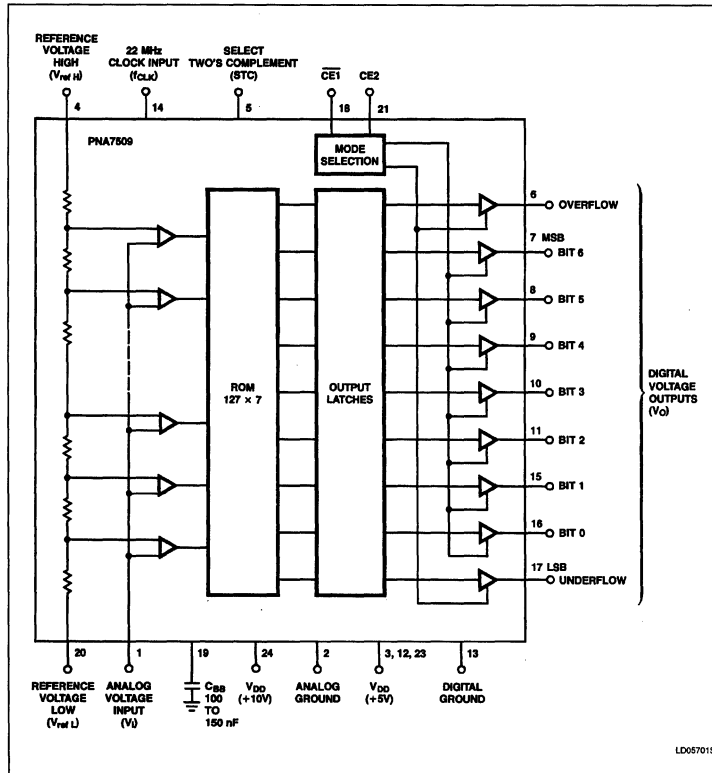 REFERENCE
VOLTAGE
HIGH
(Vref H)
22 MHz
CLOCK INPUT
(fCLK)
SELECT
TWO'S COMPLEMENT
(STC)
CE1
CE2
4
14
5
18
21
PNA7509
MODE
SELECTION
6
OVERFLOW
7 MSB
BIT 6
8
BIT 5
9
BIT 4
10
BIT 3
11
BIT 2
15
BIT 1
16
BIT 0
17 LSB
UNDERFLOW
ROM
127 × 7
OUTPUT
LATCHES
DIGITAL
VOLTAGE
OUTPUTS
(VO)
20
1
19
24
2
3, 12, 23
13
REFERENCE
VOLTAGE
LOW
(Vref L)
ANALOG
VOLTAGE
INPUT
(VI)
CBB
100
TO
150 nF
VDD
(+10V)
ANALOG
GROUND
VDD
(+5V)
DIGITAL
GROUND